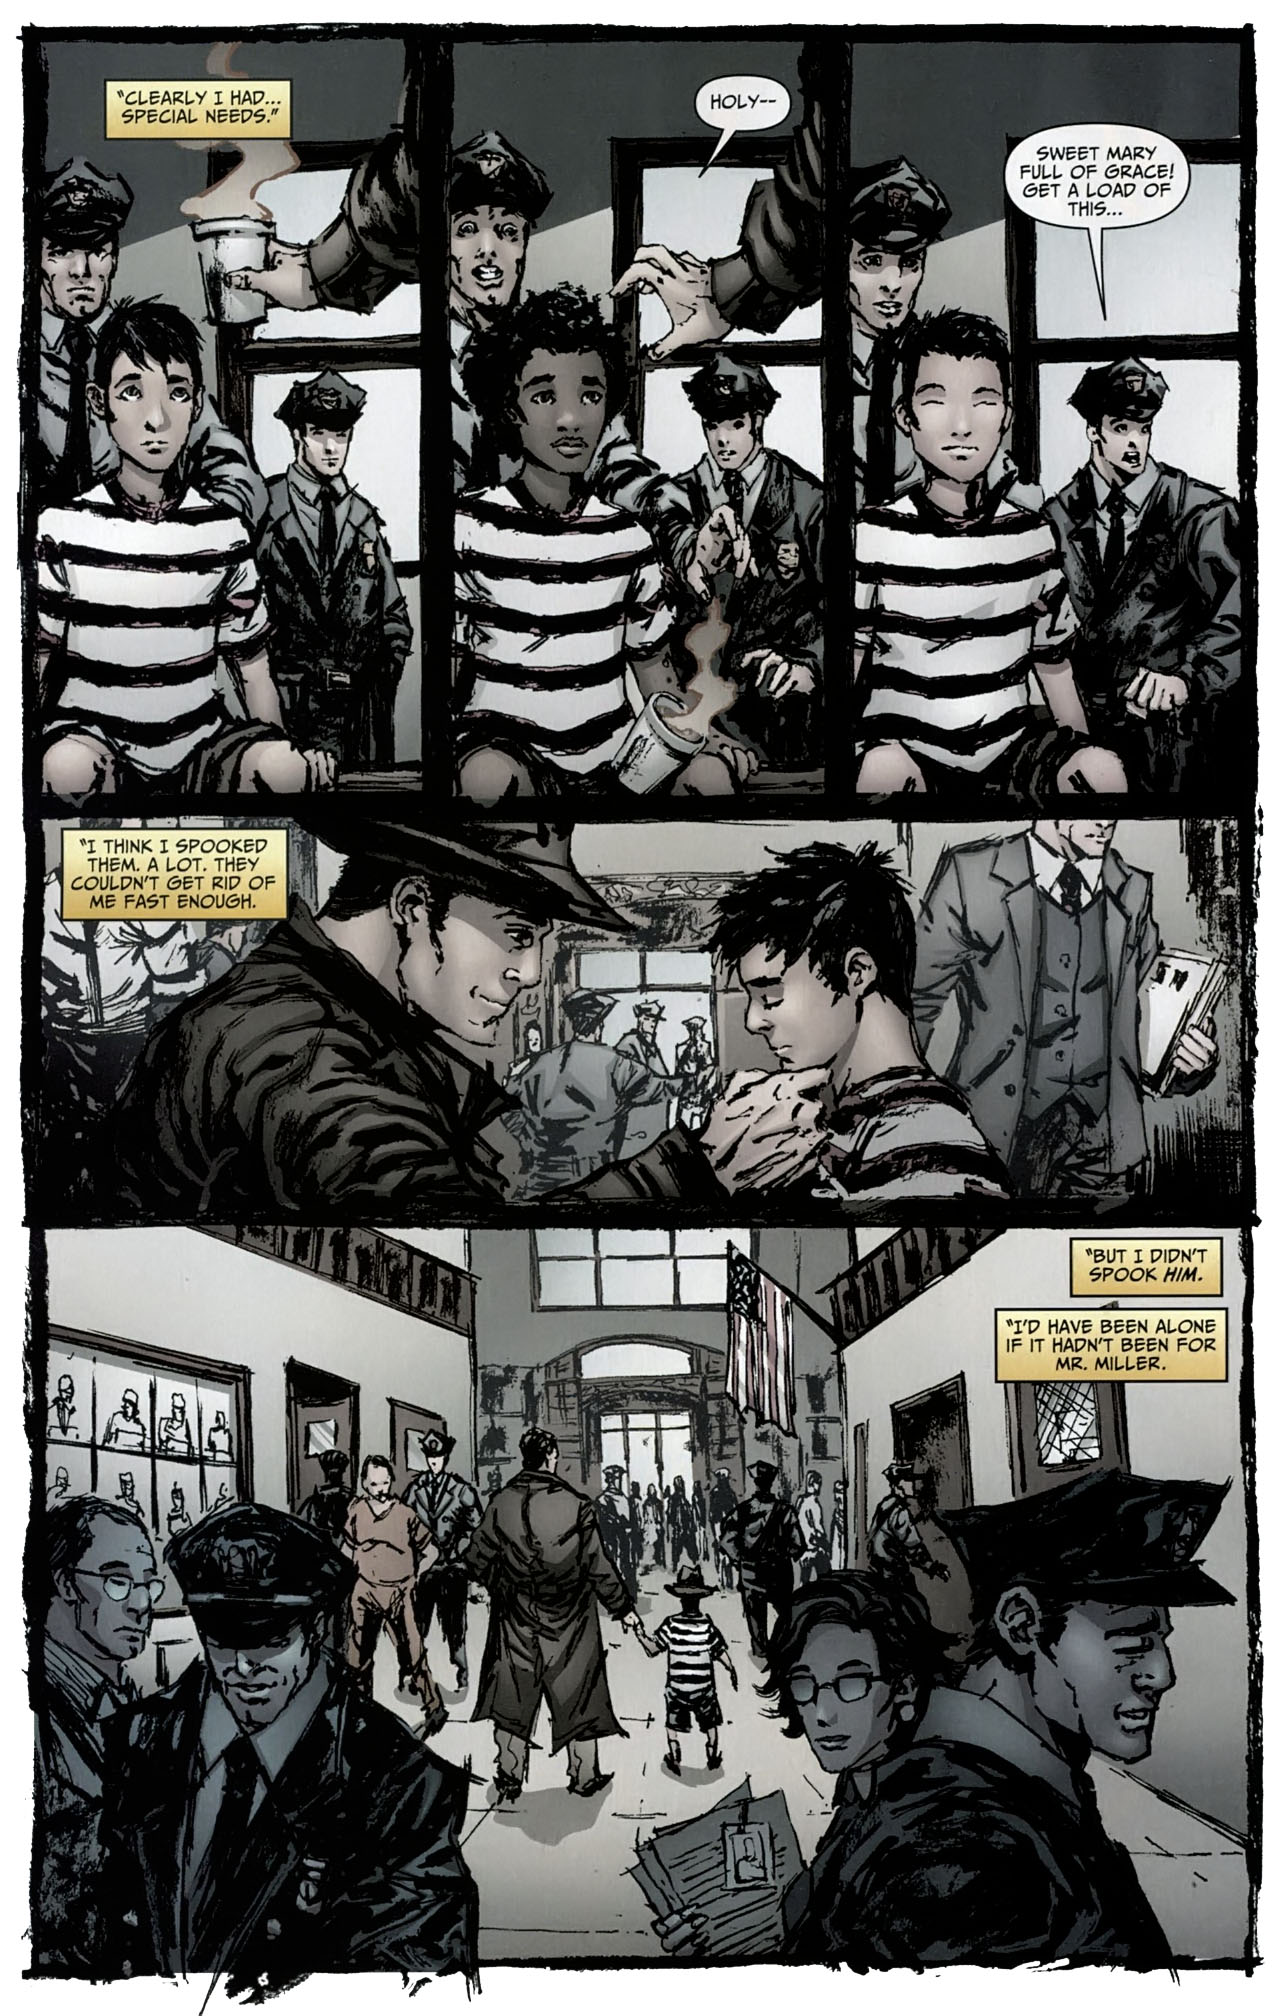 "CLEARLY I HAD...
SPECIAL NEEDS."
HOLY--
SWEET MARY
FULL OF GRACE!
GET A LOAD OF
THIS...
"I THINK I SPOOKED
THEM. A LOT. THEY
COULDN'T GET RID OF
ME FAST ENOUGH.
"BUT I DIDN'T
SPOOK HIM.
"I'D HAVE BEEN ALONE
IF IT HADN'T BEEN FOR
MR. MILLER.